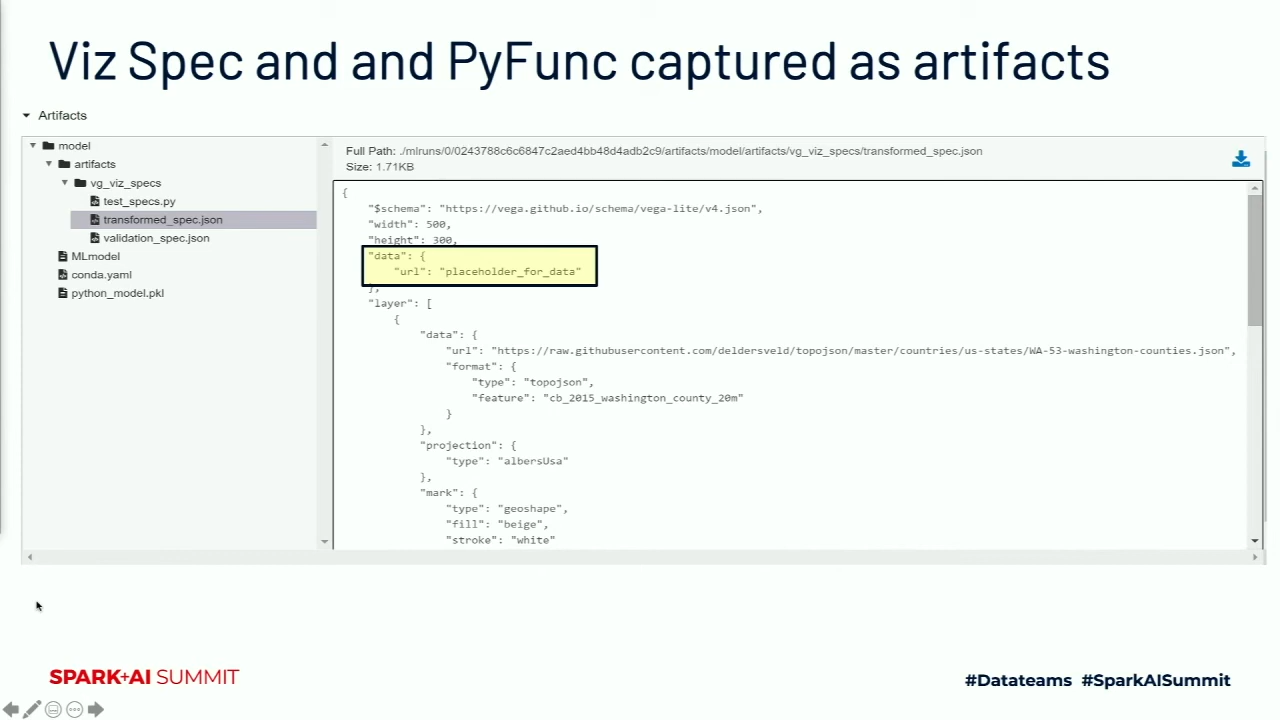 Viz Spec and and PyFunc captured as artifacts
Artifacts
model
artifacts
vg_viz_specs
test_specs.py
transformed_spec.json
validation_spec.json
MLmodel
conda.yaml
python_model.pkl
Full Path: ./mlruns/0/0243788c6c6847c2aed4bb48d4adb2c9/artifacts/model/artifacts/vg_viz_specs/transformed_spec.json
Size: 1.71KB
{
"$schema": "https://vega.github.io/schema/vega-lite/v4.json",
"width": 500,
"height": 300,
"data": {
"url": "placeholder_for_data"
},
"layer": [
{
"data": {
"url": "https://raw.githubusercontent.com/deldersveld/topojson/master/countries/us-states/WA-53-washington-counties.json",
"format": {
"type": "topojson",
"feature": "cb_2015_washington_county_20m"
}
},
"projection": {
"type": "albersUsa"
},
"mark": {
"type": "geoshape",
"fill": "beige",
"stroke": "white"
SPARK+AI SUMMIT
#Datateams #SparkAISummit